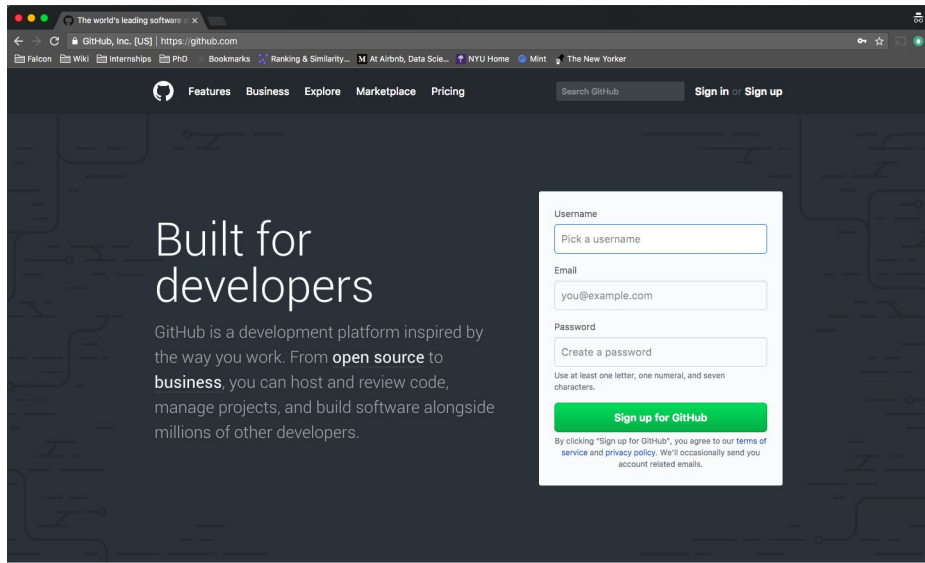 The world's leading software d
GitHub, Inc. [US] | https://github.com
Falcon Wiki Internships PhD Bookmarks Ranking & Similarity... M At Airbnb, Data Scie... NYU Home Mint The New Yorker
Features Business Explore Marketplace Pricing Search GitHub Sign in or Sign up
Built for
developers
GitHub is a development platform inspired by
the way you work. From open source to
business, you can host and review code,
manage projects, and build software alongside
millions of other developers.
Username
Pick a username
Email
you@example.com
Password
Create a password
Use at least one letter, one numeral, and seven
characters.
Sign up for GitHub
By clicking "Sign up for GitHub", you agree to our terms of
service and privacy policy. We'll occasionally send you
account related emails.